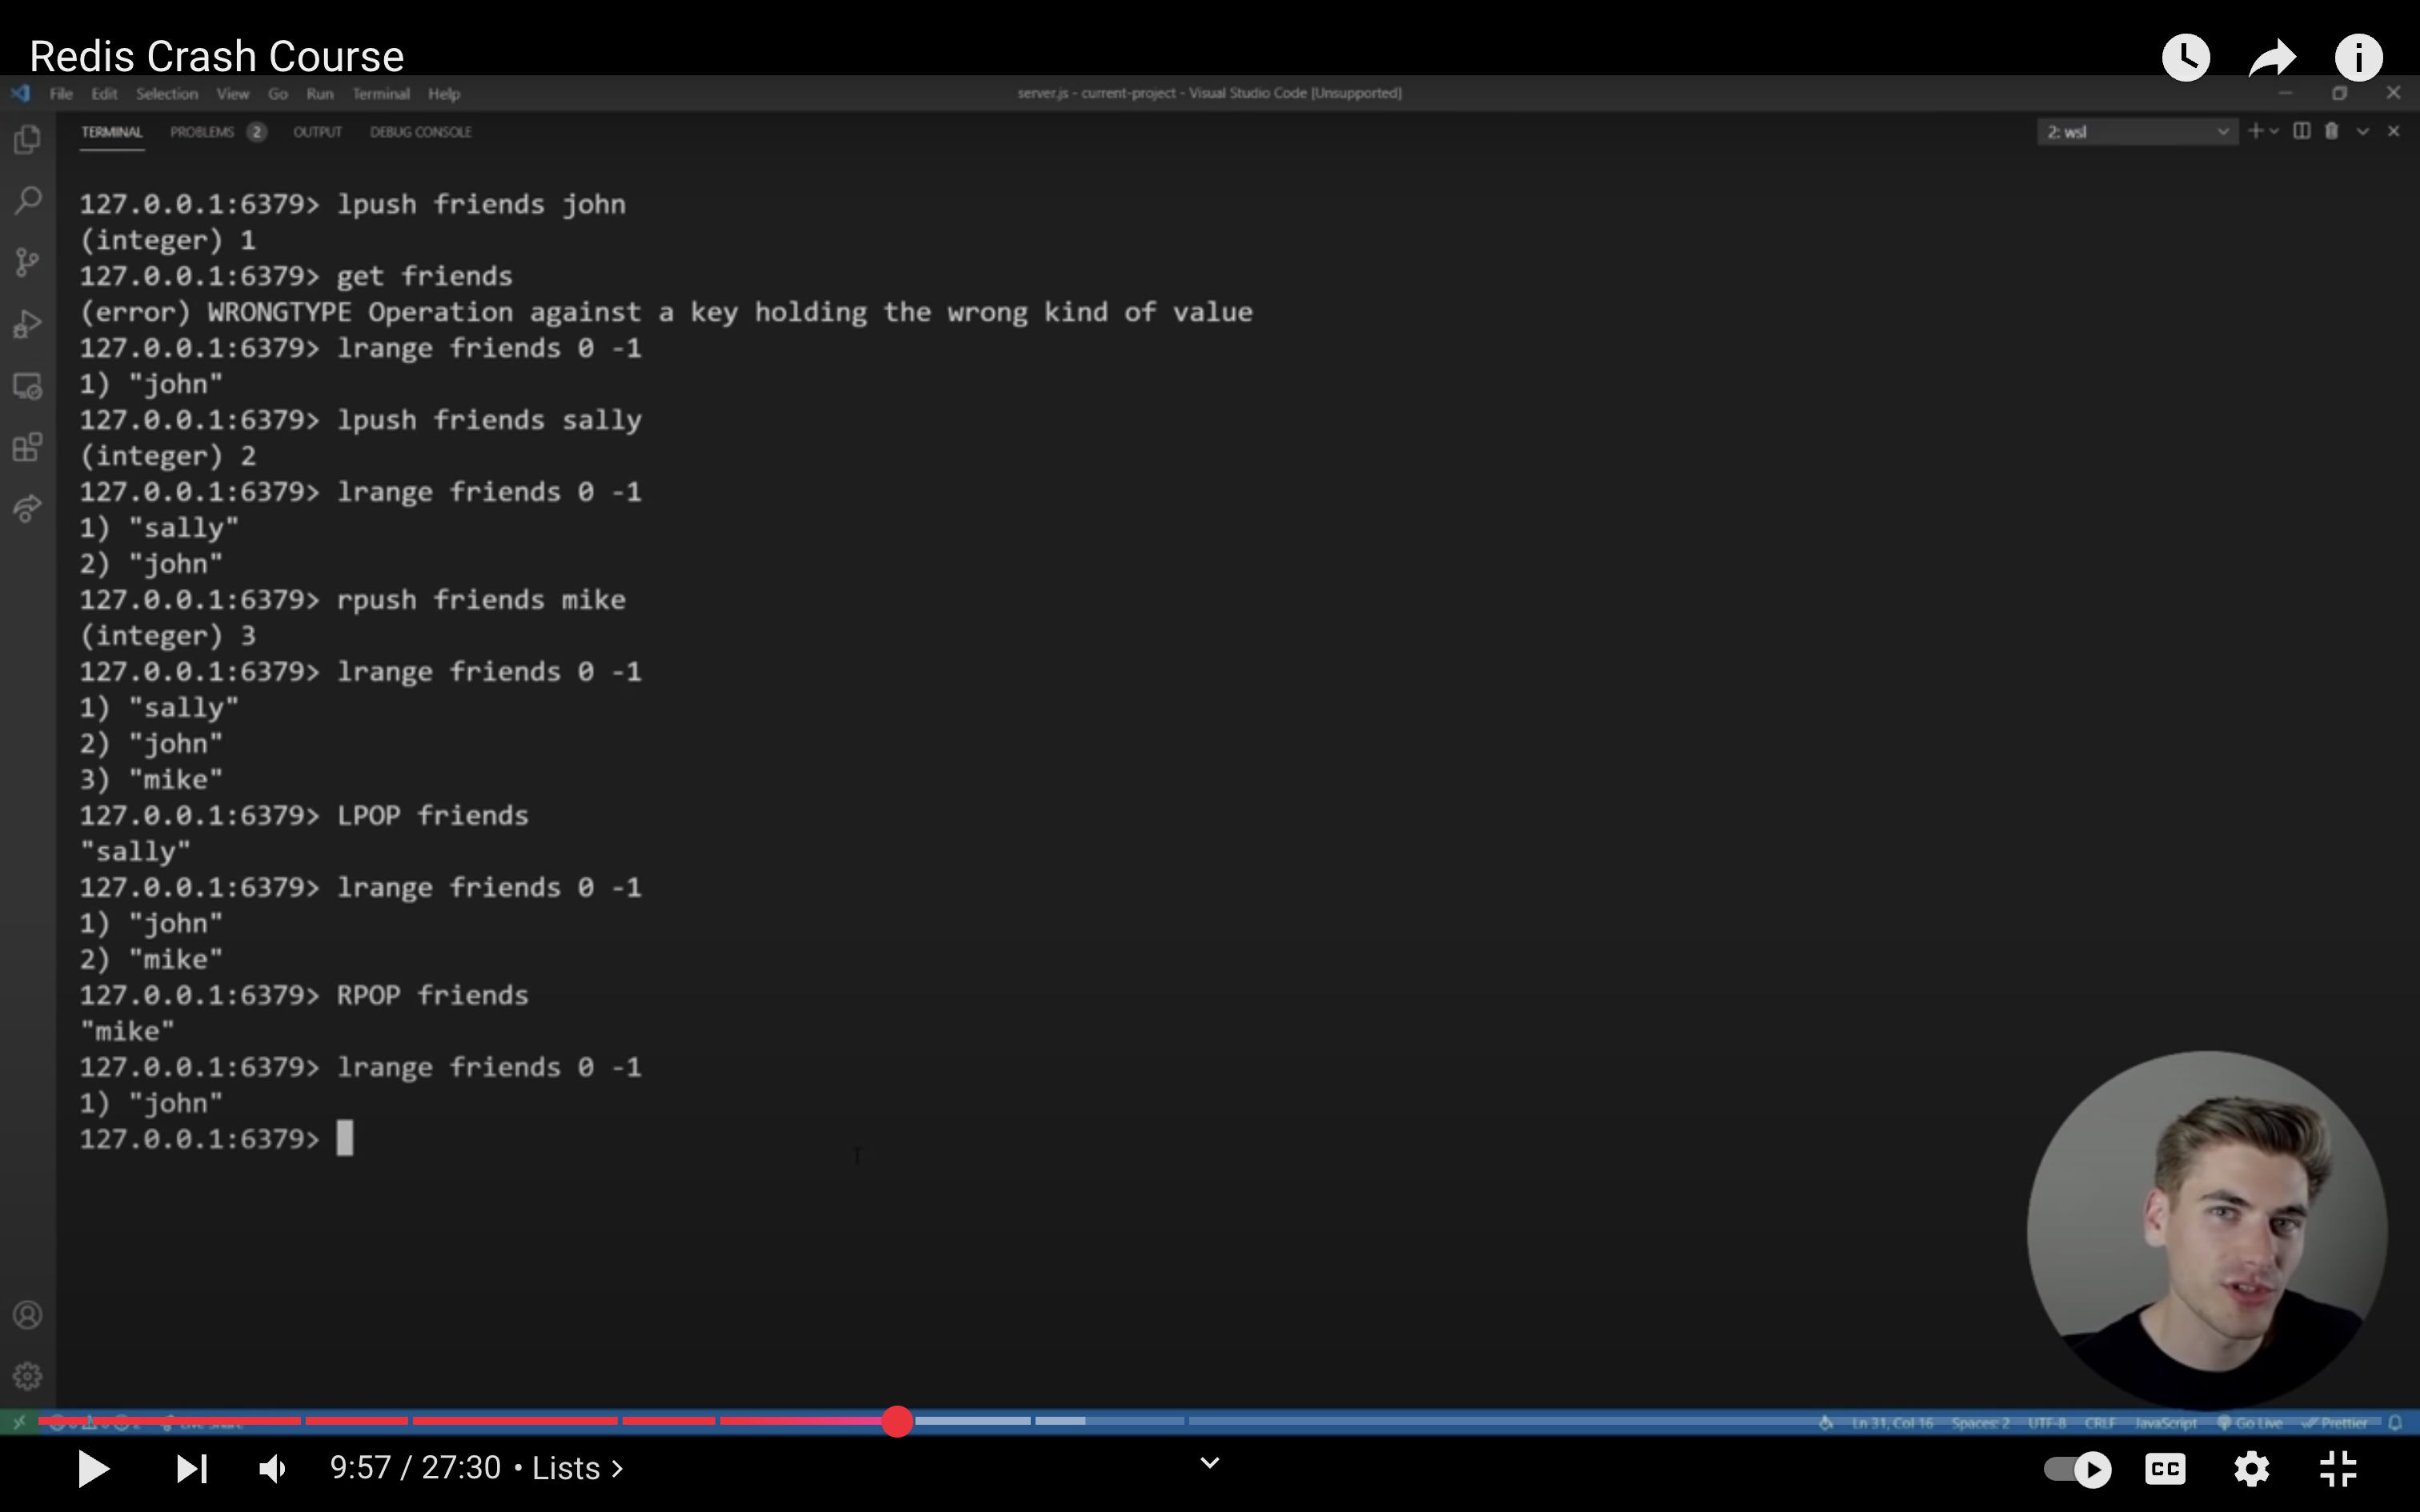 Redis Crash Course
File Edit Selection View Go Run Terminal Help
server.js - current-project - Visual Studio Code [Unsupported]
TERMINAL PROBLEMS 2 OUTPUT DEBUG CONSOLE
2: wsl
127.0.0.1:6379> lpush friends john
(integer) 1
127.0.0.1:6379> get friends
(error) WRONGTYPE Operation against a key holding the wrong kind of value
127.0.0.1:6379> lrange friends 0 -1
1) "john"
127.0.0.1:6379> lpush friends sally
(integer) 2
127.0.0.1:6379> lrange friends 0 -1
1) "sally"
2) "john"
127.0.0.1:6379> rpush friends mike
(integer) 3
127.0.0.1:6379> lrange friends 0 -1
1) "sally"
2) "john"
3) "mike"
127.0.0.1:6379> LPOP friends
"sally"
127.0.0.1:6379> lrange friends 0 -1
1) "john"
2) "mike"
127.0.0.1:6379> RPOP friends
"mike"
127.0.0.1:6379> lrange friends 0 -1
1) "john"
127.0.0.1:6379>
Ln 31, Col 16 Spaces: 2 UTF-8 CRLF JavaScript Go Live Prettier
9:57 / 27:30 • Lists
CC